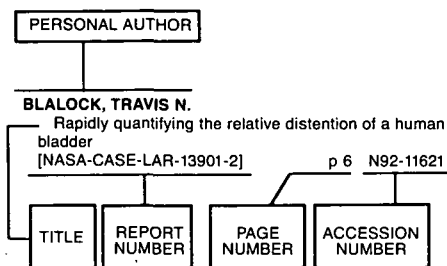 PERSONAL AUTHOR
BLALOCK, TRAVIS N.
Rapidly quantifying the relative distention of a human
bladder
[NASA-CASE-LAR-13901-2] p 6 N92-11621
TITLE
REPORT
NUMBER
PAGE
NUMBER
ACCESSION
NUMBER